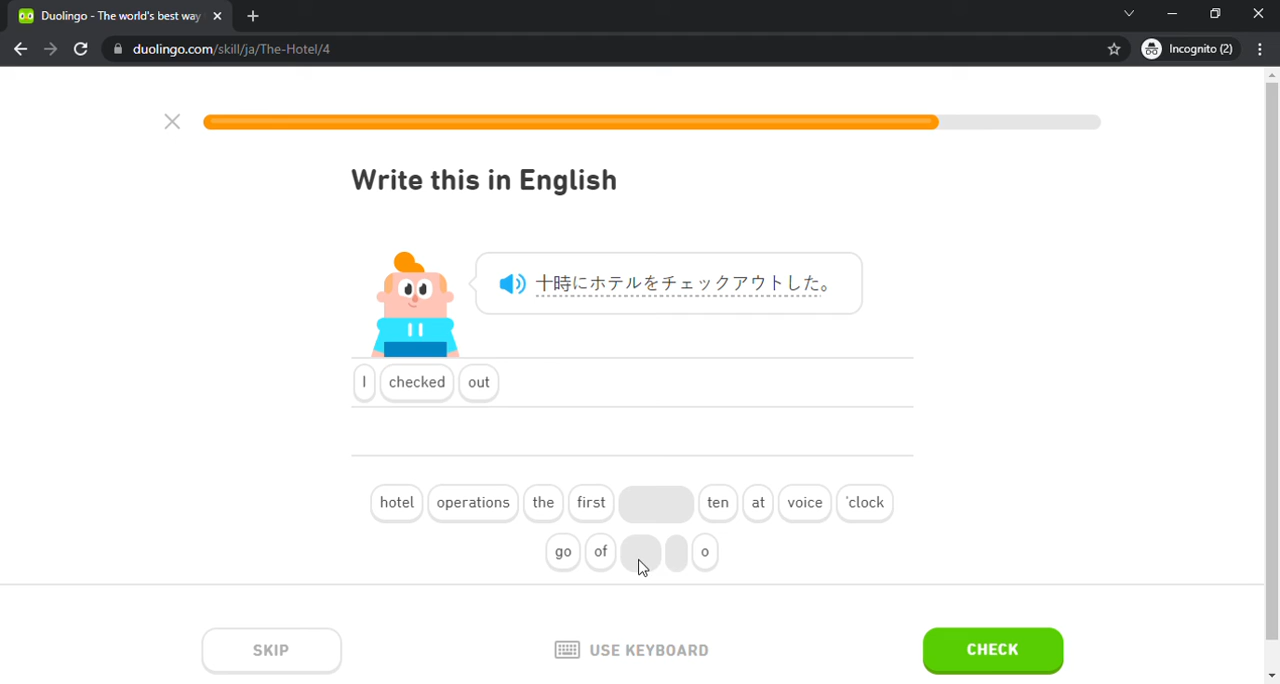 Duolingo - The world's best way
duolingo.com/skill/ja/The-Hotel/4
Incognito (2)
Write this in English
十時にホテルをチェックアウトした。
I checked out
hotel operations the first ten at voice 'clock
go of o
SKIP
USE KEYBOARD
CHECK